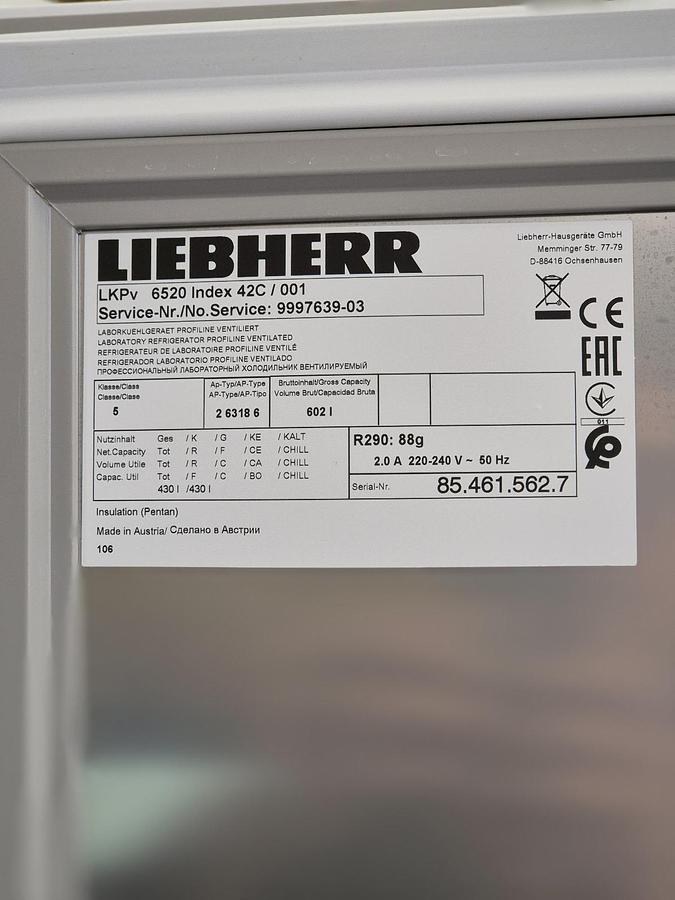 LIEBHERR
Liebherr-Hausgeräte GmbH
Memminger Str. 77-79
D-88416 Ochsenhausen
LKPv 6520 Index 42C / 001
Service-Nr./No.Service: 9997639-03
LABORKUEHLGERAET PROFILINE VENTILIERT
LABORATORY REFRIGERATOR PROFILINE VENTILATED
REFRIGERATEUR DE LABORATOIRE PROFILINE VENTILÉ
REFRIGERADOR LABORATORIO PROFILINE VENTILADO
ПРОФЕССИОНАЛЬНЫЙ ЛАБОРАТОРНЫЙ ХОЛОДИЛЬНИК ВЕНТИЛИРУЕМЫЙ
CE
EAC
011
Klasse/Class
Classe/Clase
5
Ap-Typ/AP-Type
AP-Type/AP-Tipo
2 6318 6
Bruttoinhalt/Gross Capacity
Volume Brut/Capacidad Bruta
602 l
Nutzinhalt Ges / K / G / KE / KALT
Net.Capacity Tot / R / F / CE / CHILL
Volume Utile Tot / R / C / CA / CHILL
Capac. Util Tot / F / C / BO / CHILL
430 l /430 l
R290: 88g
2.0 A 220-240 V ~ 50 Hz
Serial-Nr. 85.461.562.7
Insulation (Pentan)
Made in Austria/ Сделано в Австрии
106